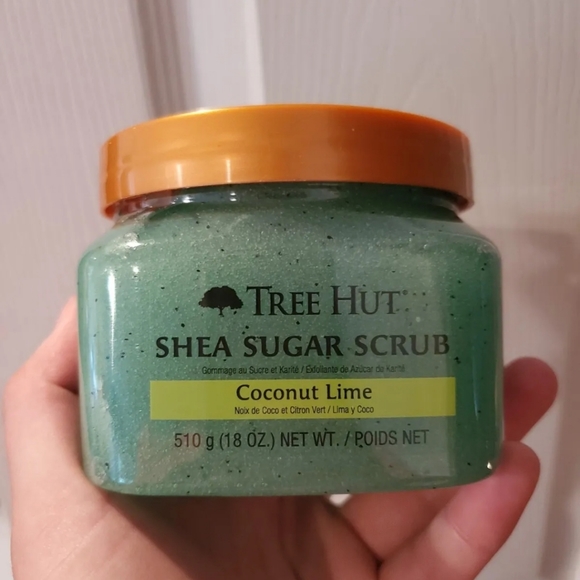 TREE HUT
SHEA SUGAR SCRUB
Gommage au Sucre et Karité / Exfoliante de Azúcar de karité
Coconut Lime
Noix de Coco et Citron Vert / Lima y Coco
510 g (18 OZ.) NET WT. / POIDS NET